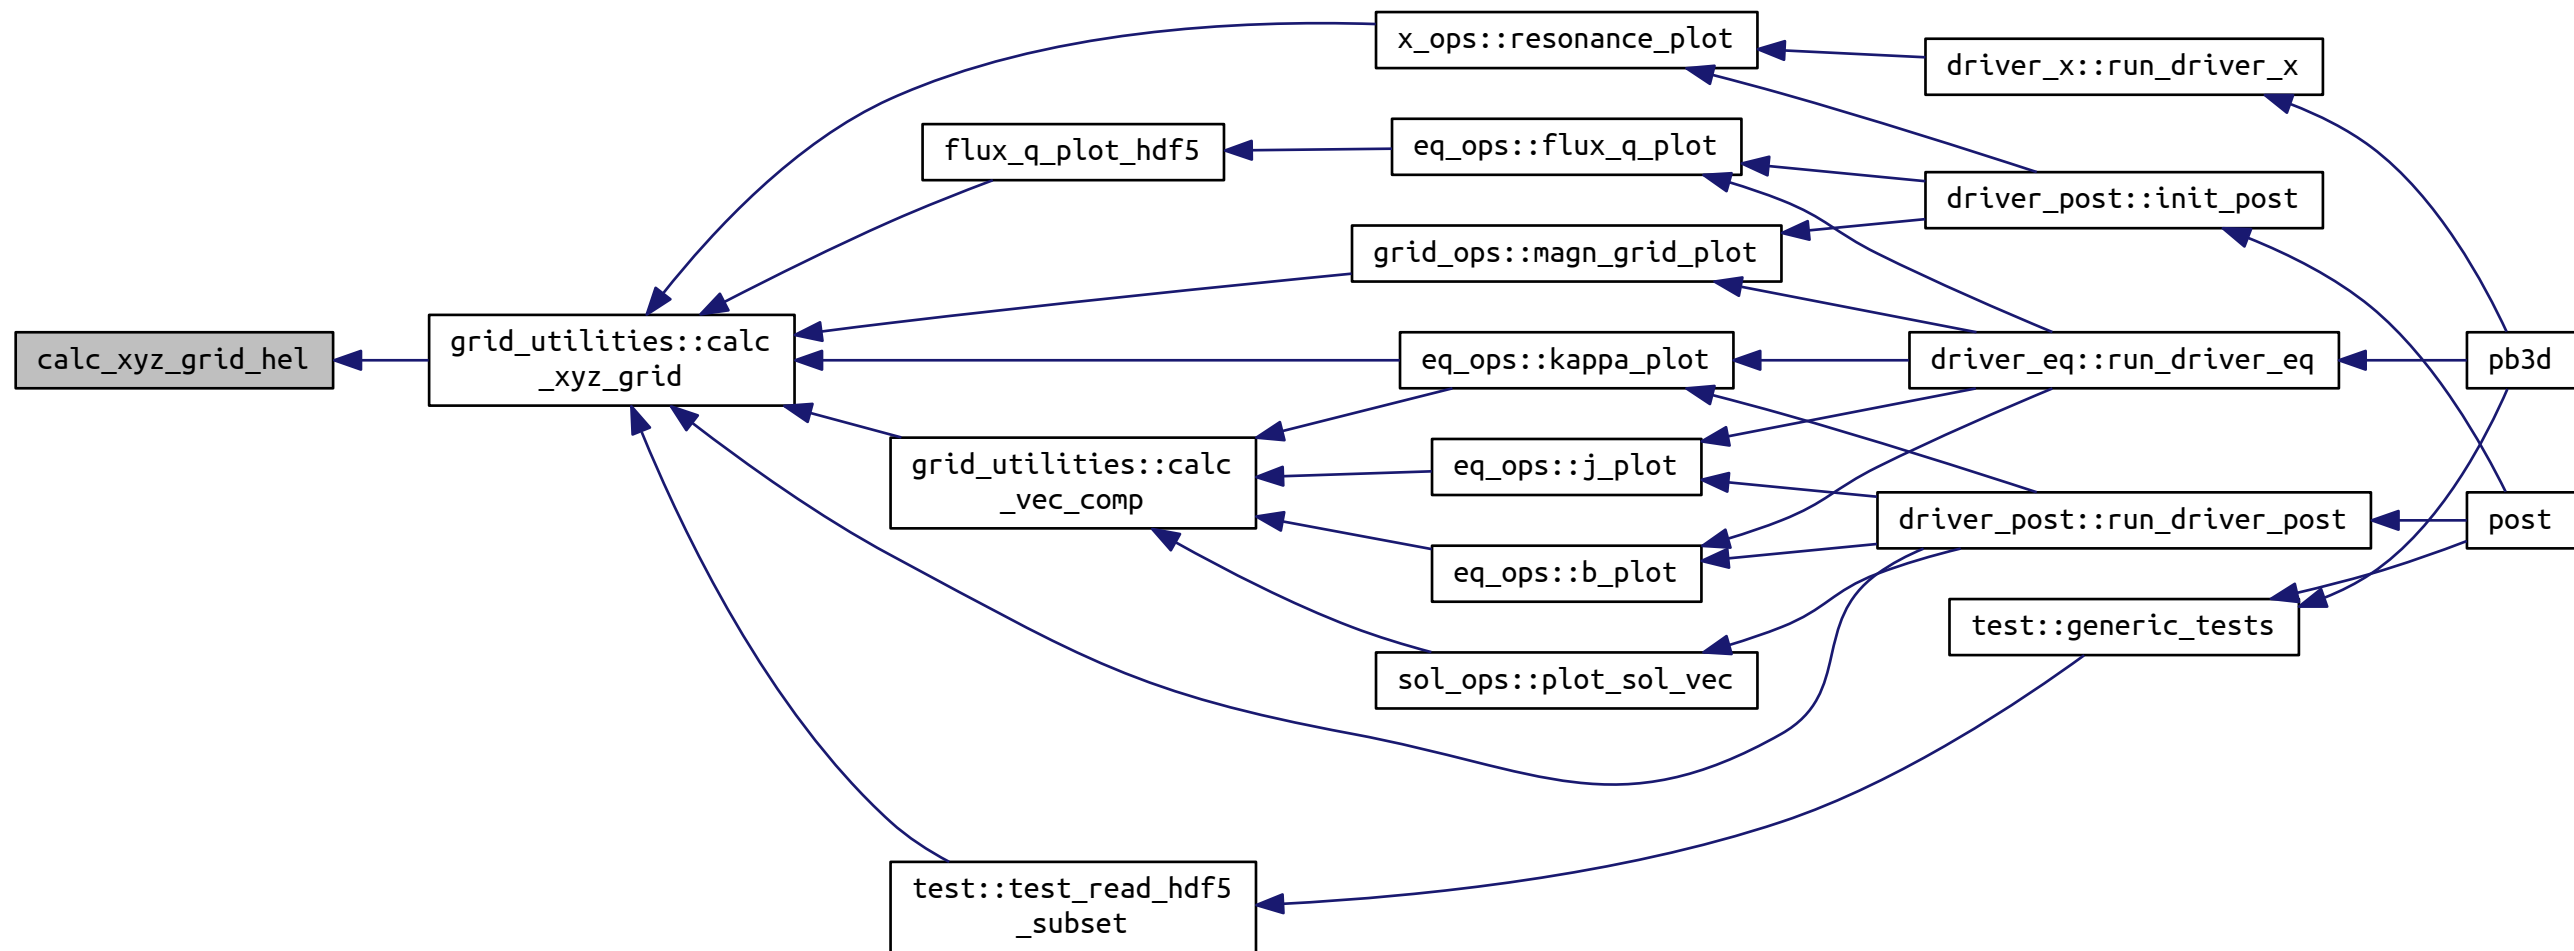 x_ops::resonance_plot
driver_x::run_driver_x
flux_q_plot_hdf5
eq_ops::flux_q_plot
driver_post::init_post
grid_ops::magn_grid_plot
calc_xyz_grid_hel
grid_utilities::calc
_xyz_grid
eq_ops::kappa_plot
driver_eq::run_driver_eq
pb3d
grid_utilities::calc
_vec_comp
eq_ops::j_plot
driver_post::run_driver_post
post
eq_ops::b_plot
test::generic_tests
sol_ops::plot_sol_vec
test::test_read_hdf5
_subset